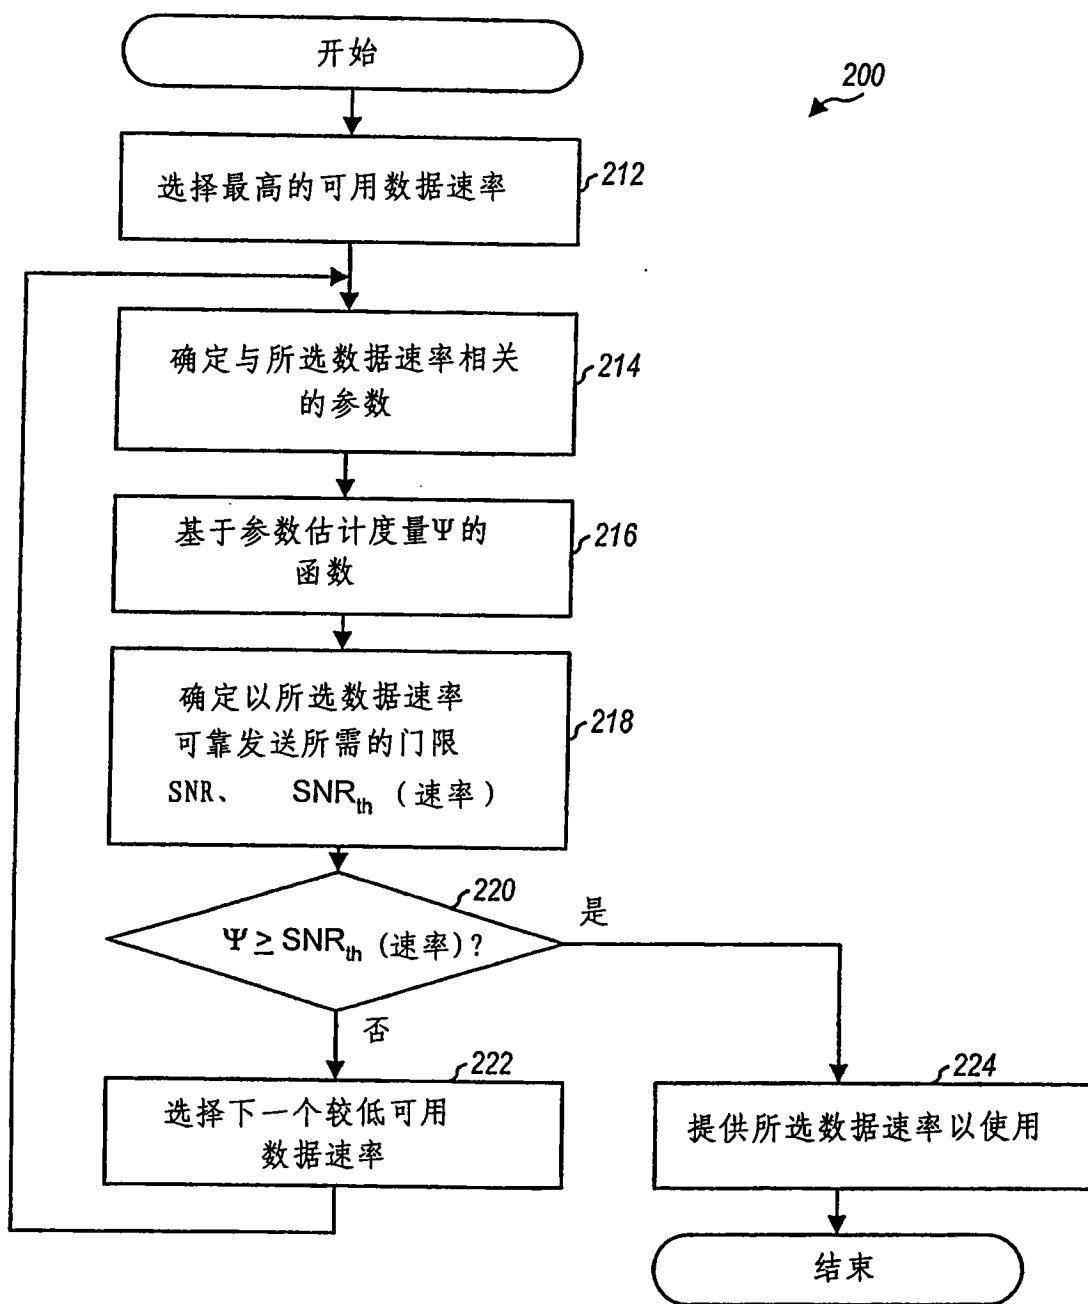 开始
200
选择最高的可用数据速率
212
确定与所选数据速率相关
的参数
214
基于参数估计度量Ψ的
函数
216
确定以所选数据速率
可靠发送所需的门限
SNR、 SNRth (速率)
218
220
Ψ ≥ SNRth (速率)?
是
否
222
选择下一个较低可用
数据速率
224
提供所选数据速率以使用
结束